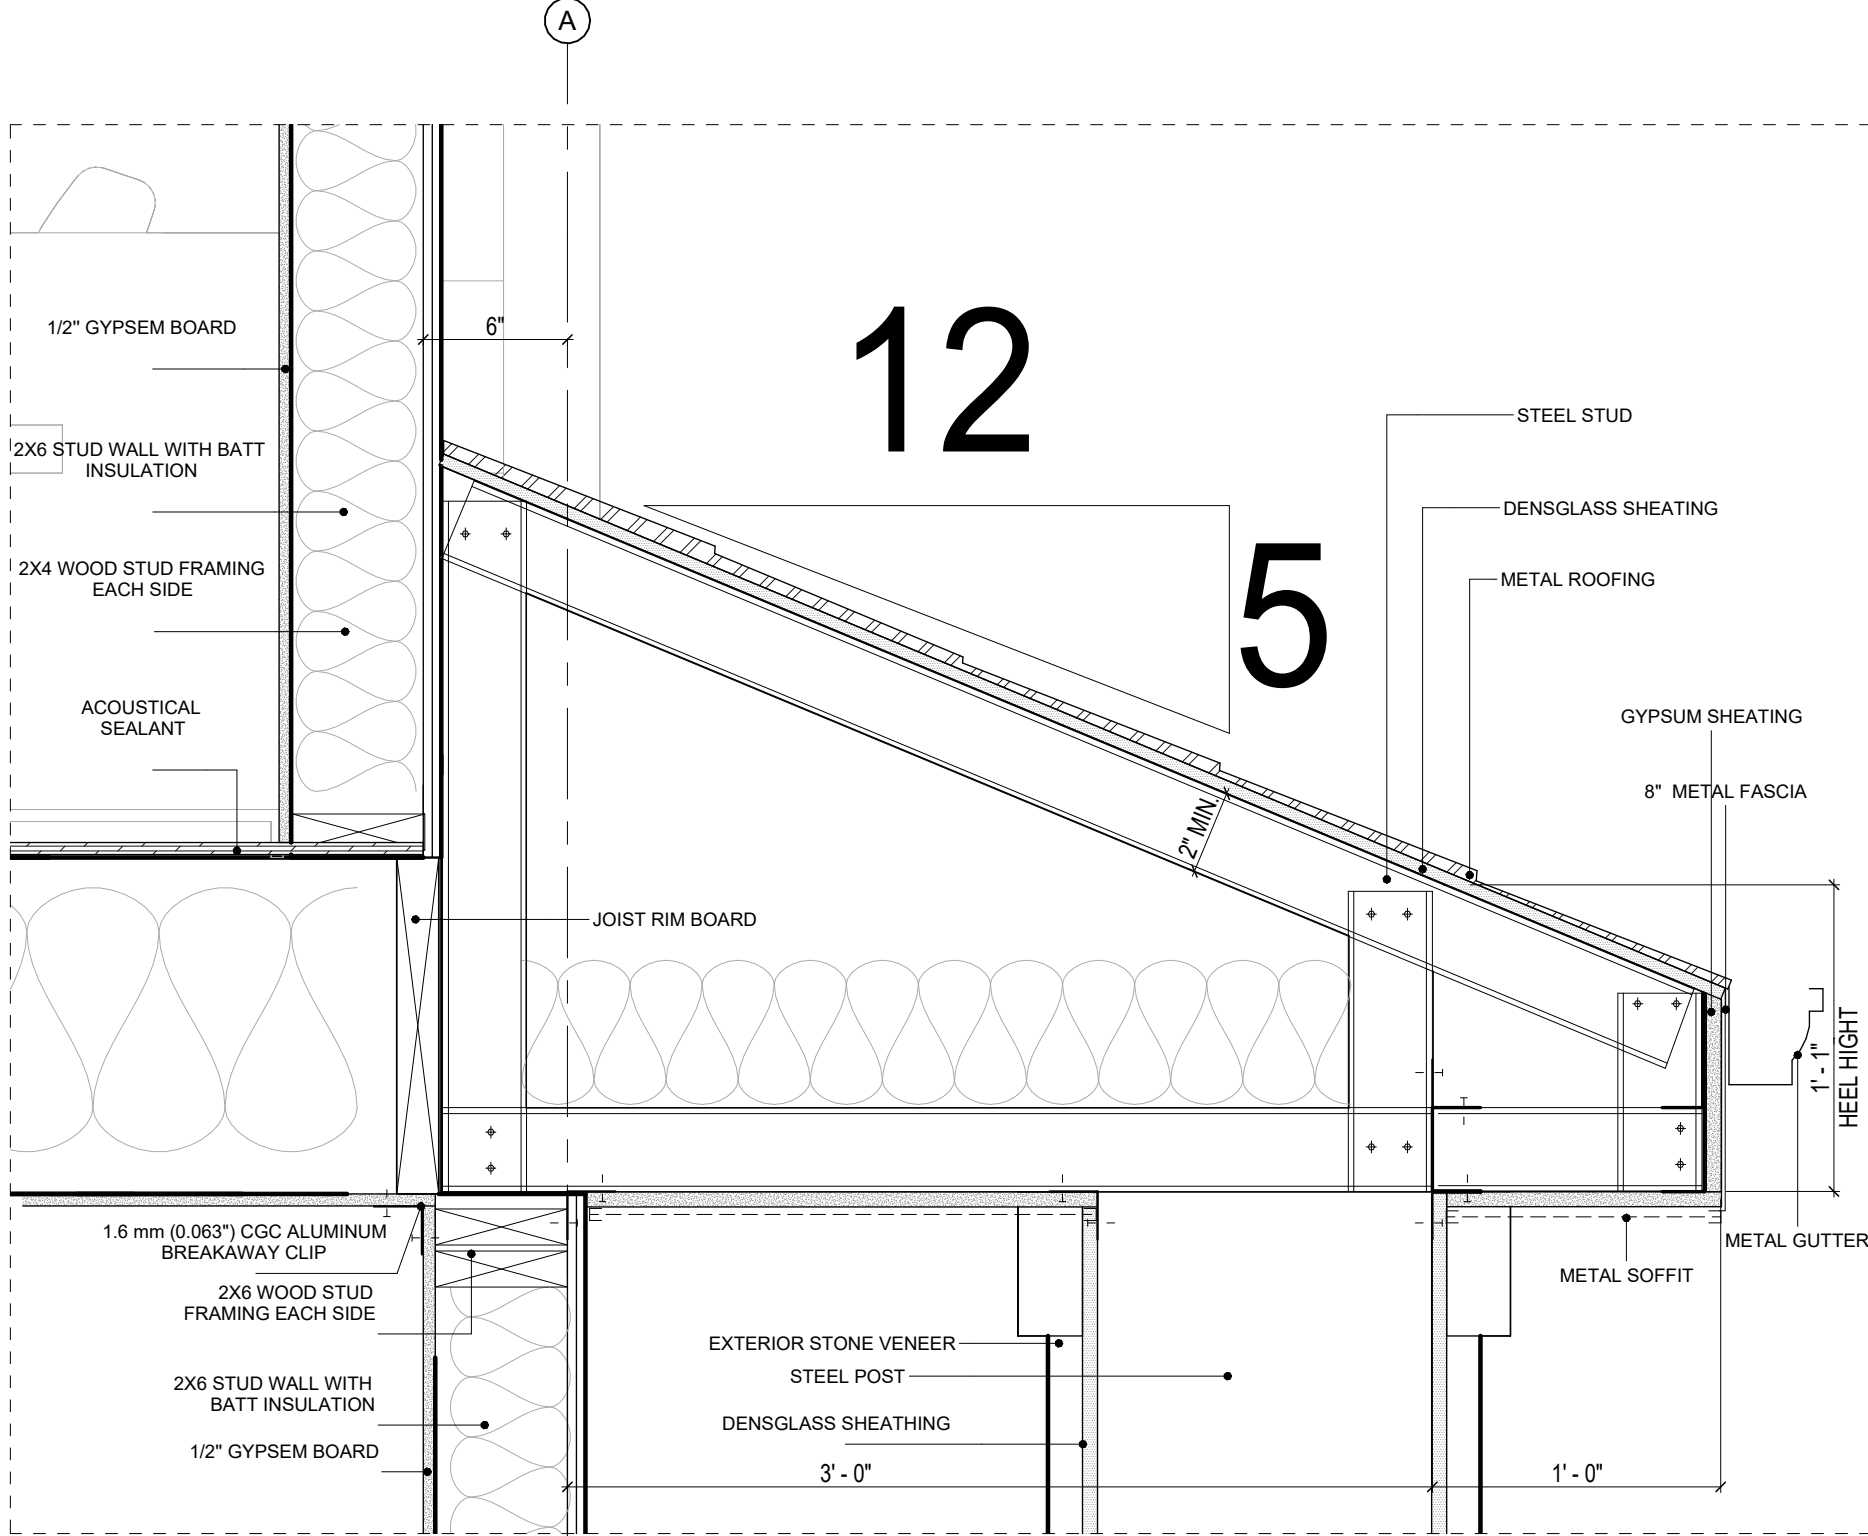 A
1/2" GYPSEM BOARD
6"
12
STEEL STUD
2X6 STUD WALL WITH BATT
INSULATION
DENSGLASS SHEATING
5
METAL ROOFING
2X4 WOOD STUD FRAMING
EACH SIDE
ACOUSTICAL
SEALANT
GYPSUM SHEATING
8" METAL FASCIA
2" MIN.
JOIST RIM BOARD
1' - 1"
HEEL HIGHT
1.6 mm (0.063") CGC ALUMINUM
BREAKAWAY CLIP
METAL GUTTER
METAL SOFFIT
2X6 WOOD STUD
FRAMING EACH SIDE
EXTERIOR STONE VENEER
STEEL POST
2X6 STUD WALL WITH
BATT INSULATION
DENSGLASS SHEATHING
1/2" GYPSEM BOARD
3' - 0"
1' - 0"